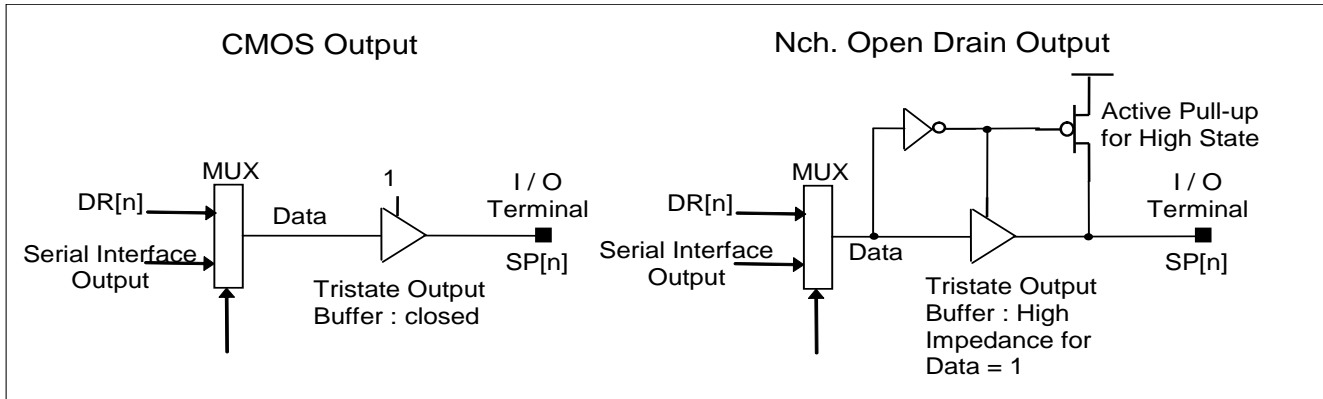 CMOS Output
MUX
DR[n]
Serial Interface
Output
Data
1
Tristate Output
Buffer : closed
I / O
Terminal
SP[n]
Nch. Open Drain Output
MUX
DR[n]
Serial Interface
Output
Data
Active Pull-up
for High State
Tristate Output
Buffer : High
Impedance for
Data = 1
I / O
Terminal
SP[n]